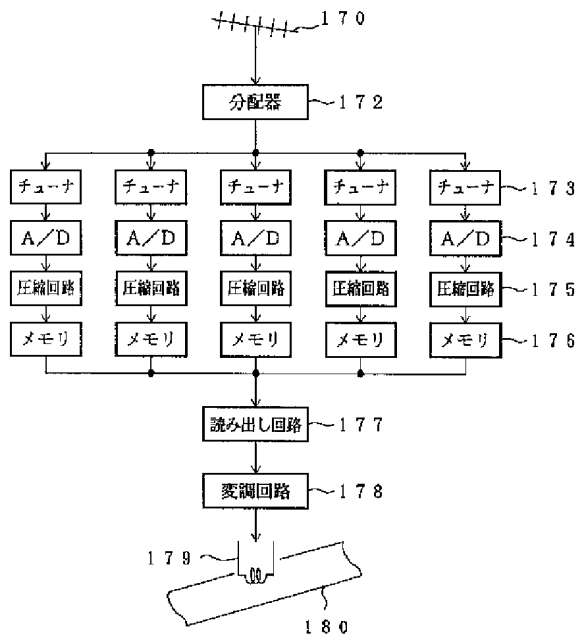 １７０
分配器 １７２
チューナ チューナ チューナ チューナ チューナ １７３
Ａ／Ｄ Ａ／Ｄ Ａ／Ｄ Ａ／Ｄ Ａ／Ｄ １７４
圧縮回路 圧縮回路 圧縮回路 圧縮回路 圧縮回路 １７５
メモリ メモリ メモリ メモリ メモリ １７６
読み出し回路 １７７
変調回路 １７８
１７９
１８０